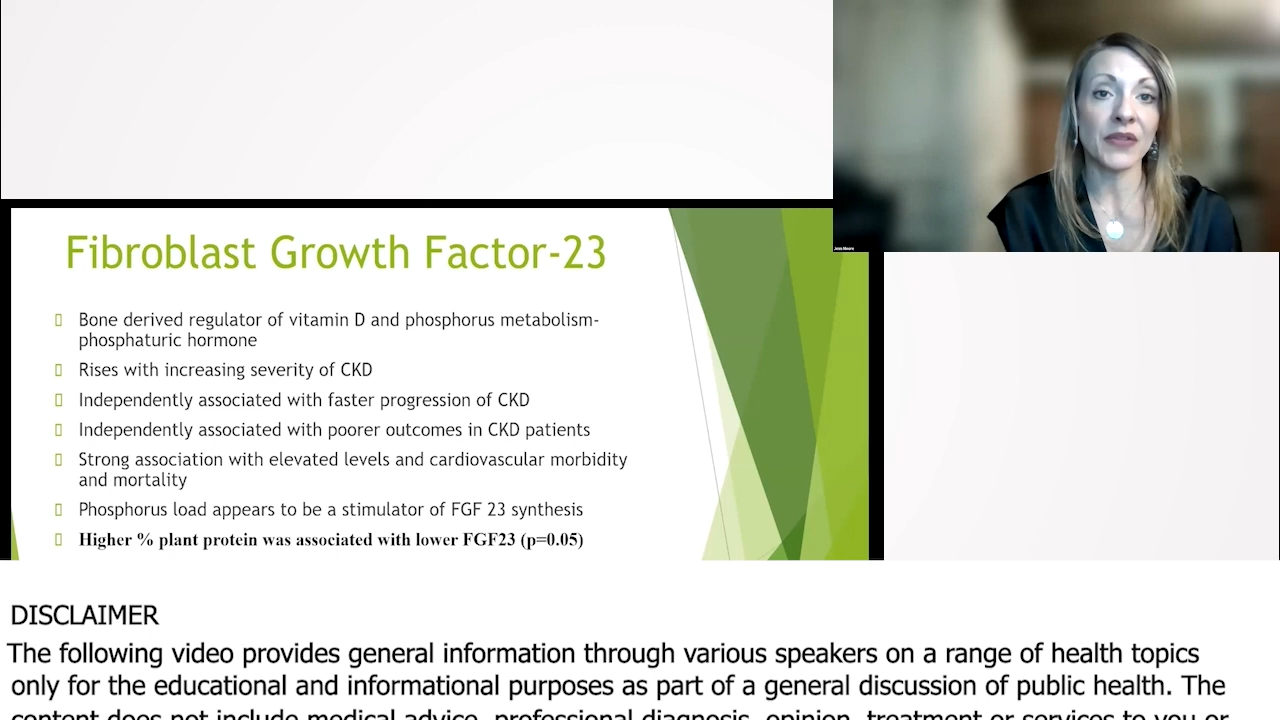 Jenn Moore
Fibroblast Growth Factor-23
Bone derived regulator of vitamin D and phosphorus metabolism-
phosphaturic hormone
Rises with increasing severity of CKD
Independently associated with faster progression of CKD
Independently associated with poorer outcomes in CKD patients
Strong association with elevated levels and cardiovascular morbidity
and mortality
Phosphorus load appears to be a stimulator of FGF 23 synthesis
Higher % plant protein was associated with lower FGF23 (p=0.05)
DISCLAIMER
The following video provides general information through various speakers on a range of health topics
only for the educational and informational purposes as part of a general discussion of public health. The
content does not include medical advice, professional diagnosis, opinion, treatment or services to you or